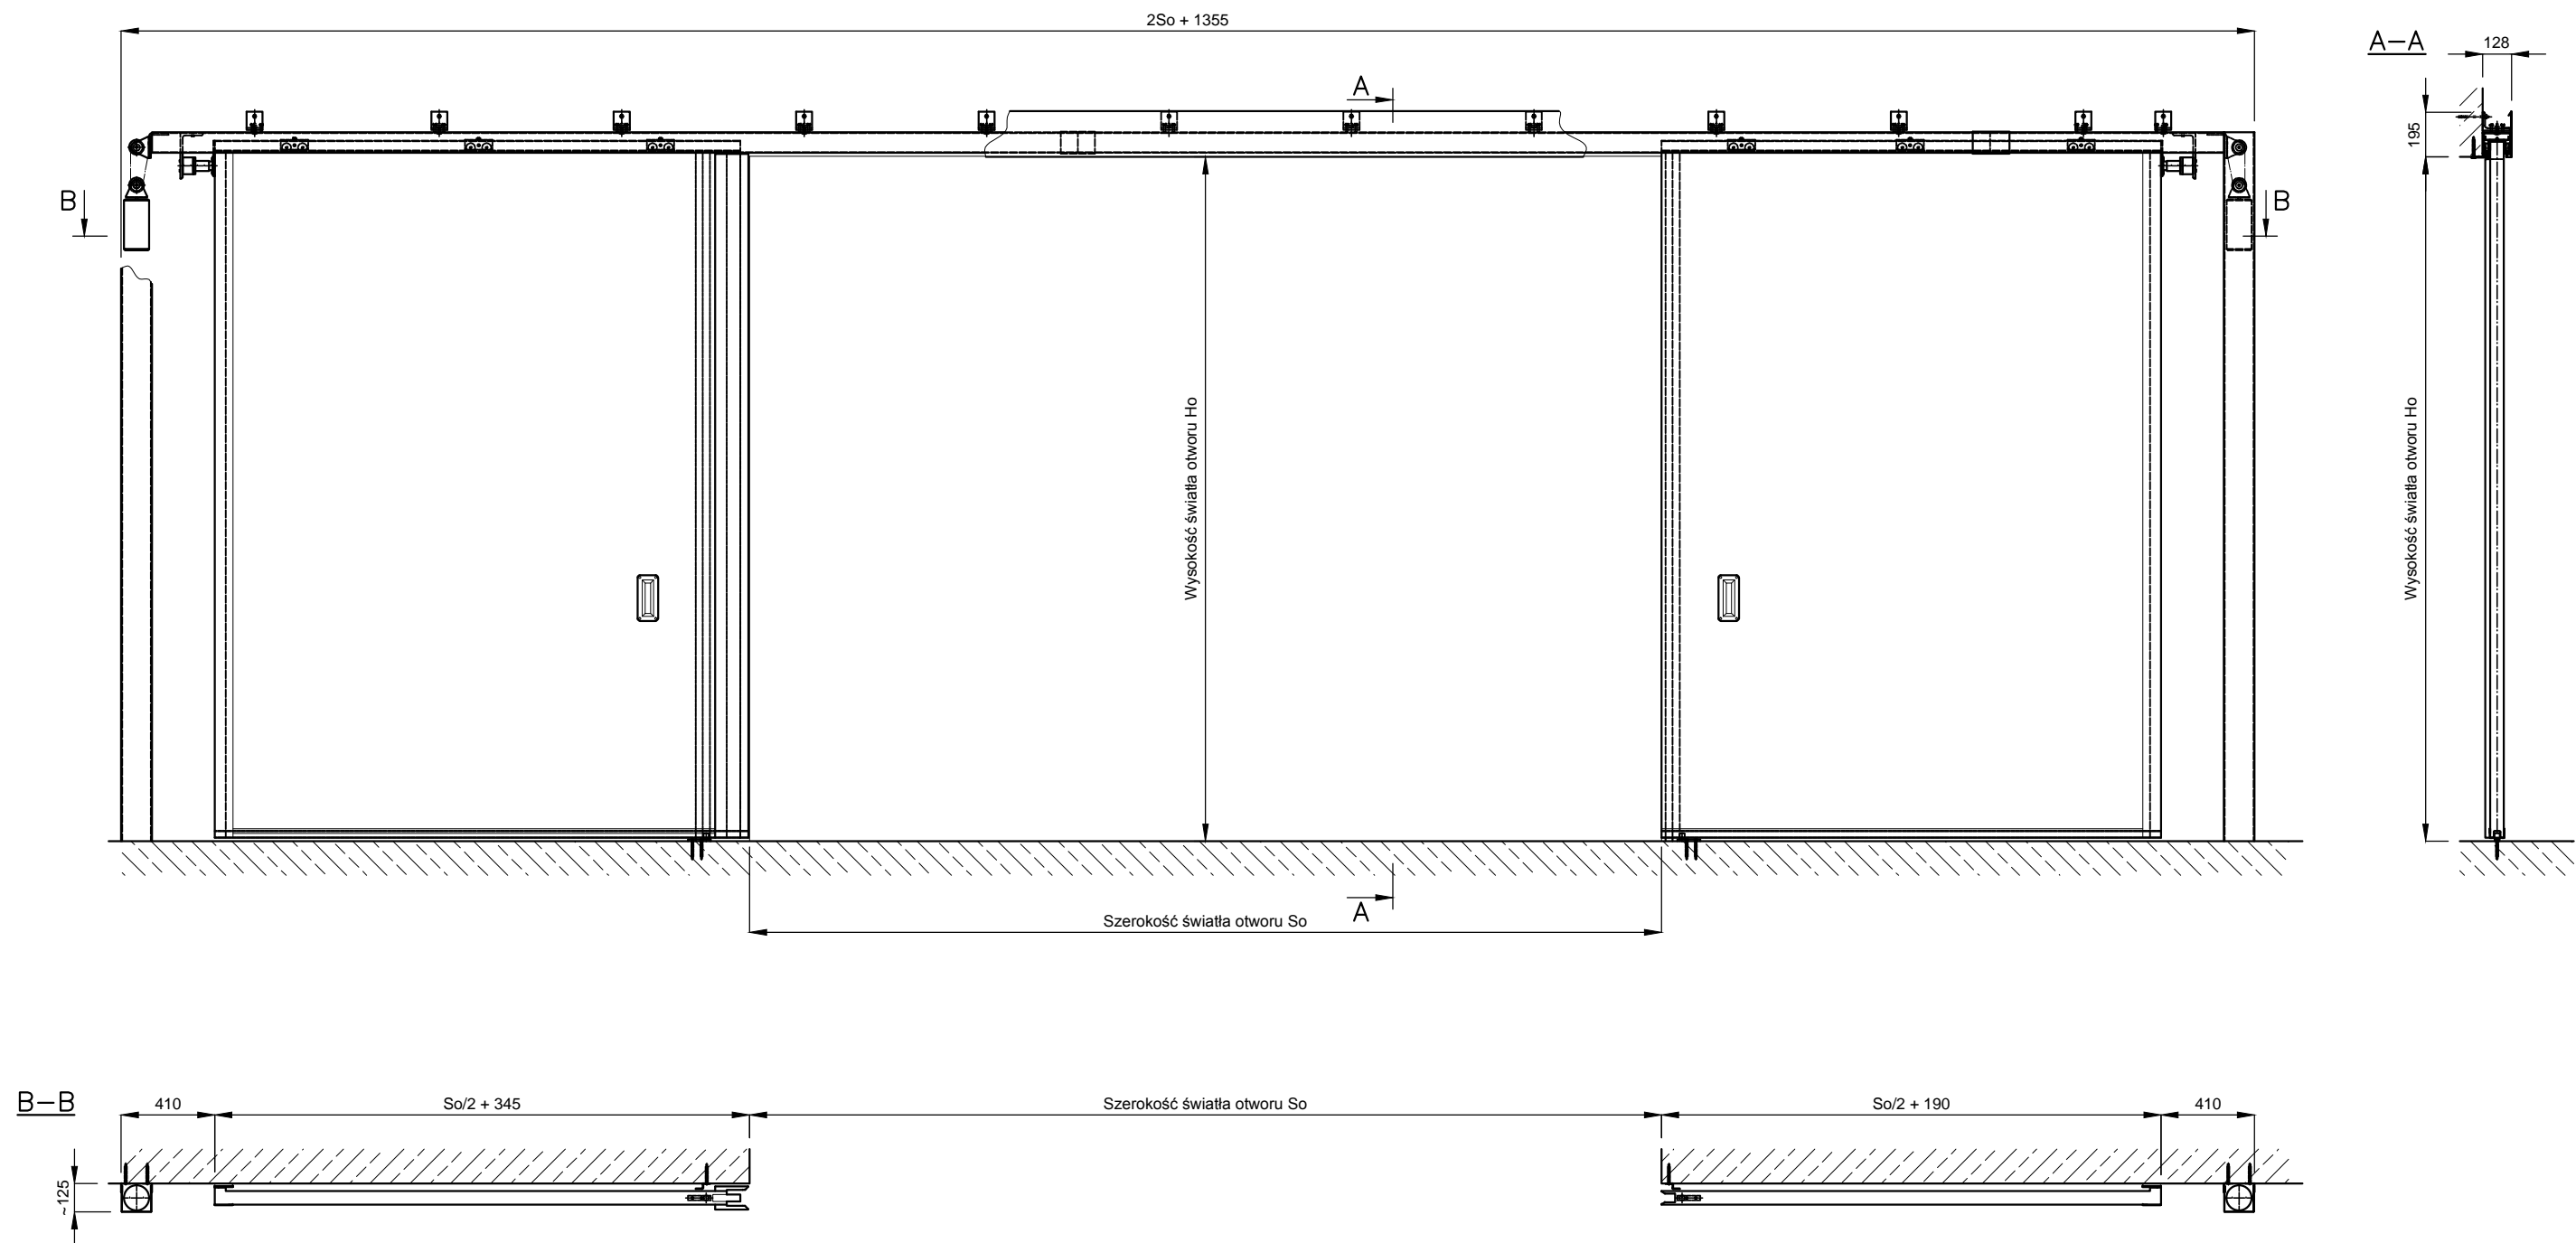 2So + 1355
A—A
128
A
195
B
B
Wysokość światła otworu Ho
Wysokość światła otworu Ho
A
Szerokość światła otworu So
B—B
410
So/2 + 345
Szerokość światła otworu So
So/2 + 190
410
~125